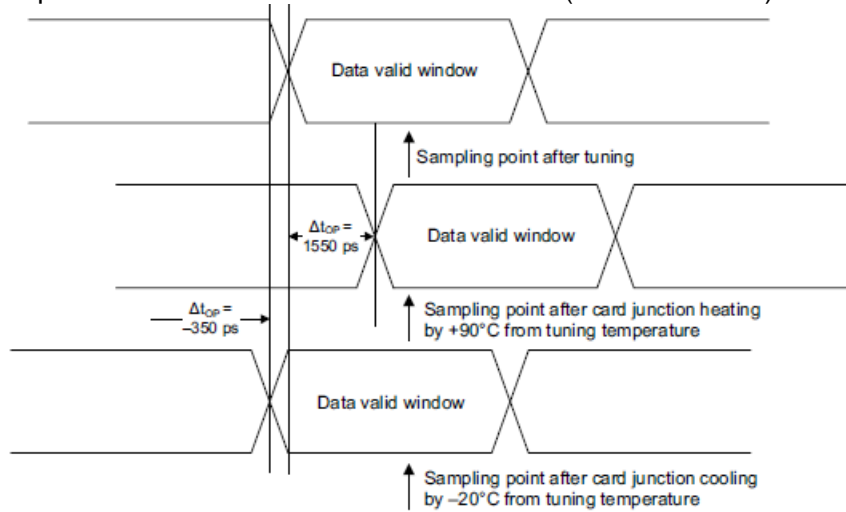 Data valid window
Sampling point after tuning
ΔtOP =
1550 ps
Data valid window
ΔtOP =
–350 ps
Sampling point after card junction heating
by +90°C from tuning temperature
Data valid window
Sampling point after card junction cooling
by –20°C from tuning temperature